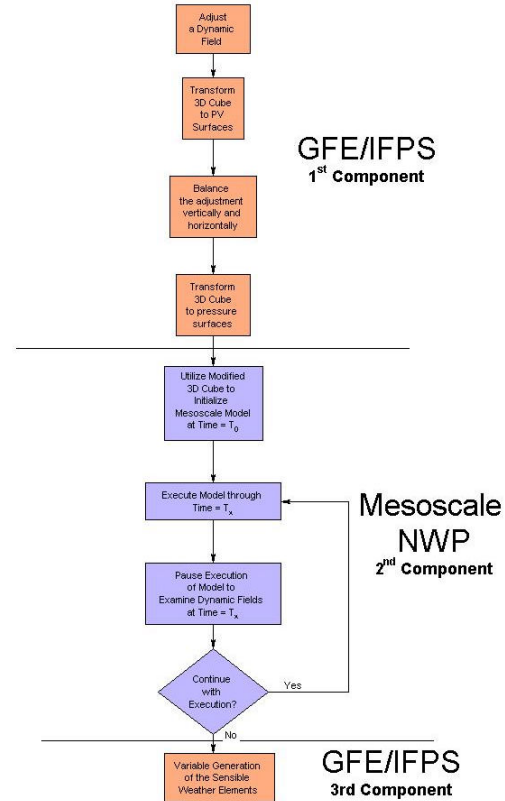 Adjust
a Dynamic
Field
Transform
3D Cube
to PV
Surfaces
GFE/IFPS
1st Component
Balance
the adjustment
vertically and
horizontally
Transform
3D Cube
to pressure
surfaces
Utilize Modified
3D Cube to
Initialize
Mesoscale Model
at Time = T0
Execute Model through
Time = Tx
Mesoscale
NWP
2nd Component
Pause Execution
of Model to
Examine Dynamic Fields
at Time = Tx
Continue
with
Execution?
Yes
No
Variable Generation
of the Sensible
Weather Elements
GFE/IFPS
3rd Component